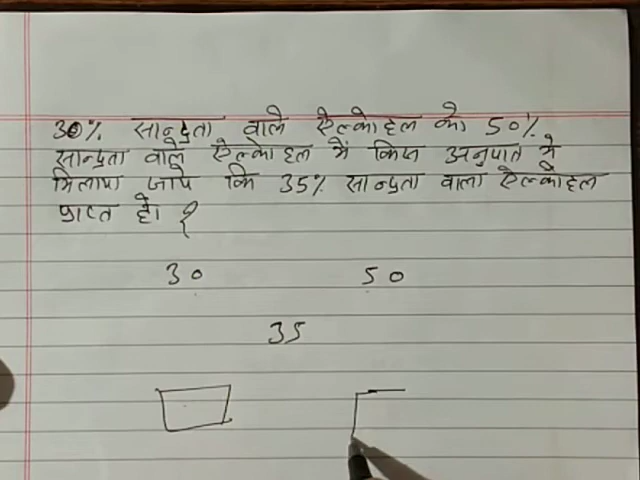 30% सान्द्रता वाले ऐल्कोहल को 50%
सान्द्रता वाले ऐल्कोहल में किस अनुपात में
मिलाया जाये कि 35% सान्द्रता वाला ऐल्कोहल
प्राप्त हो ?
30 50
35